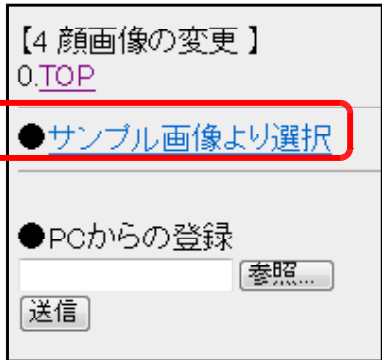 【4 顔画像の変更 】
0.TOP
●サンプル画像より選択
●PCからの登録
参照...
送信